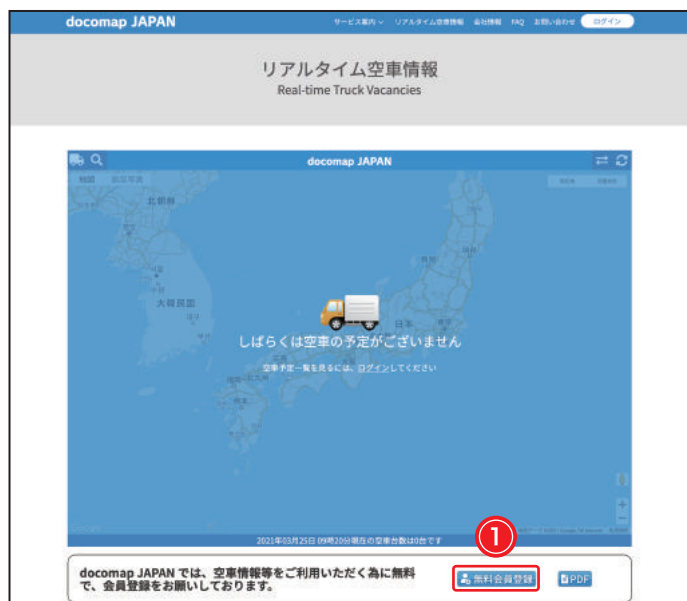 docomap JAPAN サービス案内 リアルタイム空車情報 会社情報 FAQ お問い合わせ ログイン
リアルタイム空車情報
Real-time Truck Vacancies
docomap JAPAN
地図 航空写真
北朝鮮
大韓民国
日本
しばらくは空車の予定がございません
空車予定一覧を見るには、ログインしてください
2021年03月25日 09時20分現在の空車台数は0台です
1
docomap JAPAN では、空車情報等をご利用いただく為に無料
で、会員登録をお願いしております。
無料会員登録 PDF